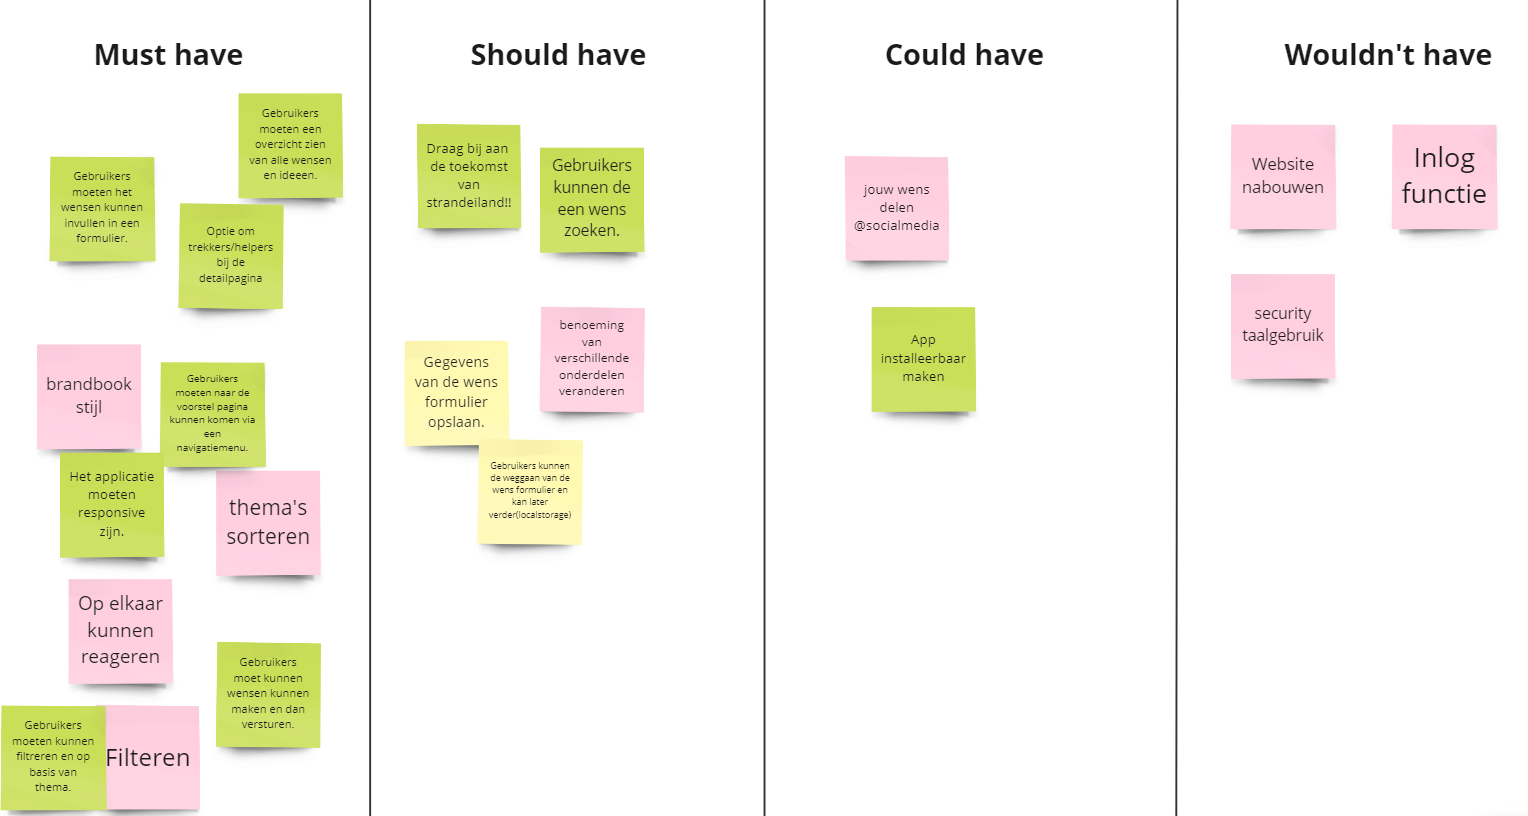 Must have
Gebruikers
moeten een
overzicht zien
van alle wensen
en ideeen.
Gebruikers
moeten het
wensen kunnen
invullen in een
formulier.
Optie om
trekkers/helpers
bij de
detailpagina
brandbook
stijl
Gebruikers
moeten naar de
voorstel pagina
kunnen komen via
een
navigatiemenu.
Het applicatie
moeten
responsive
zijn.
thema's
sorteren
Op elkaar
kunnen
reageren
Gebruikers
moet kunnen
wensen kunnen
maken en dan
versturen.
Gebruikers
moeten kunnen
filtreren en op
basis van
thema.
Filteren
Should have
Draag bij aan
de toekomst
van
strandeiland!!
Gebruikers
kunnen de
een wens
zoeken.
benoeming
van
verschillende
onderdelen
veranderen
Gegevens
van de wens
formulier
opslaan.
Gebruikers kunnen
de weggaan van de
wens formulier en
kan later
verder(localstorage)
Could have
jouw wens
delen
@socialmedia
App
installeerbaar
maken
Wouldn't have
Website
nabouwen
Inlog
functie
security
taalgebruik